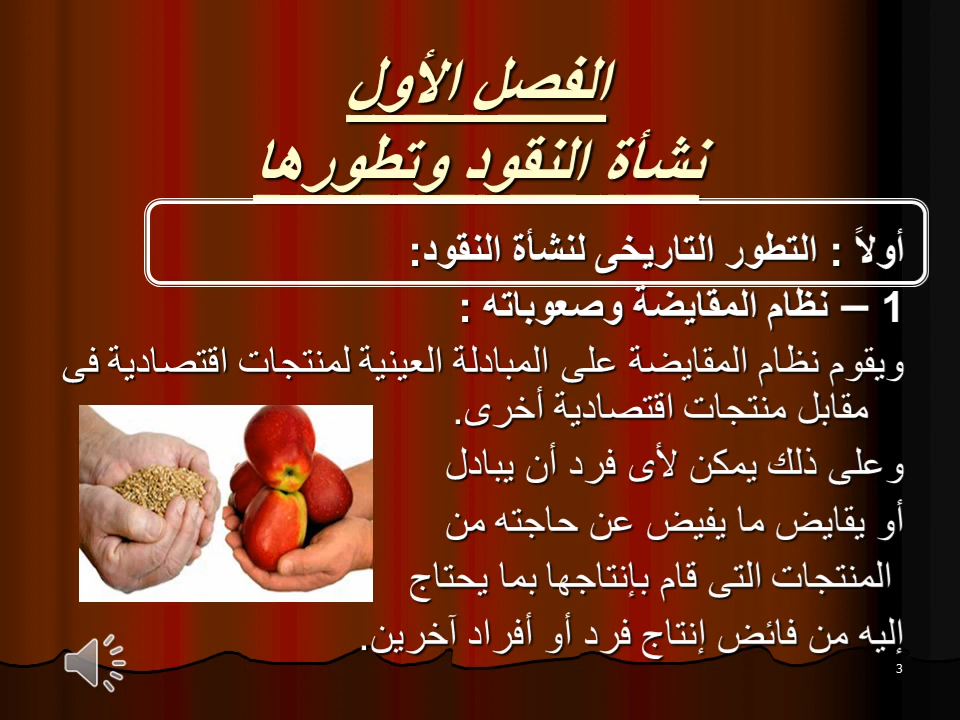 الفصل الأول
نشأة النقود وتطورها
أولاً : التطور التاريخى لنشأة النقود:
1 – نظام المقايضة وصعوباته :
ويقوم نظام المقايضة على المبادلة العينية لمنتجات اقتصادية فى
مقابل منتجات اقتصادية أخرى.
وعلى ذلك يمكن لأى فرد أن يبادل
أو يقايض ما يفيض عن حاجته من
المنتجات التى قام بإنتاجها بما يحتاج
إليه من فائض إنتاج فرد أو أفراد آخرين.
3